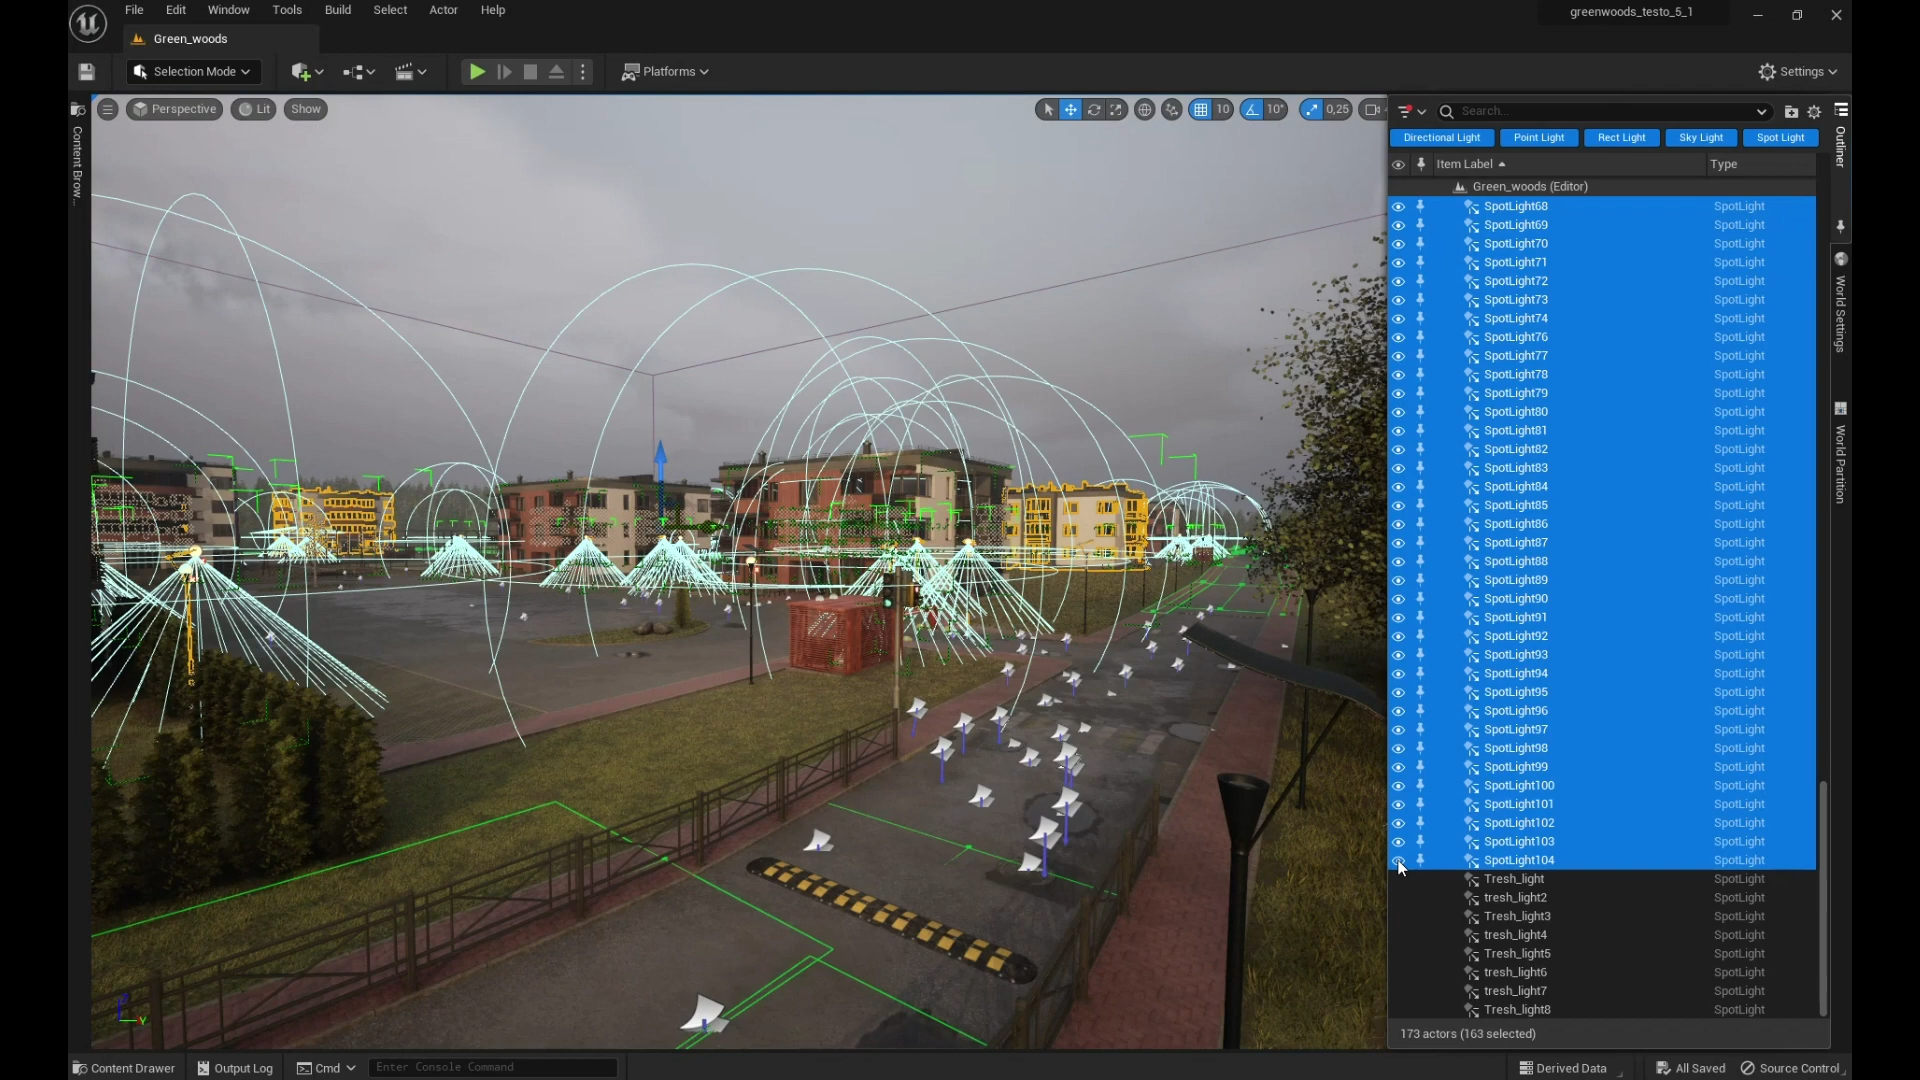 File Edit Window Tools Build Select Actor Help
greenwoods_testo_5_1
Green_woods
Selection Mode
Platforms
Settings
Perspective
Lit
Show
10
10°
0,25
4
Search...
Content Brow...
Directional Light
Point Light
Rect Light
Sky Light
Spot Light
Outliner
Item Label
Type
Green_woods (Editor)
SpotLight68 SpotLight
SpotLight69 SpotLight
SpotLight70 SpotLight
SpotLight71 SpotLight
SpotLight72 SpotLight
SpotLight73 SpotLight
SpotLight74 SpotLight
SpotLight76 SpotLight
SpotLight77 SpotLight
SpotLight78 SpotLight
SpotLight79 SpotLight
SpotLight80 SpotLight
SpotLight81 SpotLight
SpotLight82 SpotLight
SpotLight83 SpotLight
SpotLight84 SpotLight
SpotLight85 SpotLight
SpotLight86 SpotLight
SpotLight87 SpotLight
SpotLight88 SpotLight
SpotLight89 SpotLight
SpotLight90 SpotLight
SpotLight91 SpotLight
SpotLight92 SpotLight
SpotLight93 SpotLight
SpotLight94 SpotLight
SpotLight95 SpotLight
SpotLight96 SpotLight
SpotLight97 SpotLight
SpotLight98 SpotLight
SpotLight99 SpotLight
SpotLight100 SpotLight
SpotLight101 SpotLight
SpotLight102 SpotLight
SpotLight103 SpotLight
SpotLight104 SpotLight
Tresh_light SpotLight
tresh_light2 SpotLight
Tresh_light3 SpotLight
tresh_light4 SpotLight
Tresh_light5 SpotLight
tresh_light6 SpotLight
tresh_light7 SpotLight
Tresh_light8 SpotLight
173 actors (163 selected)
World Settings
World Partition
Y
Content Drawer
Output Log
Cmd
Enter Console Command
Derived Data
All Saved
Source Control